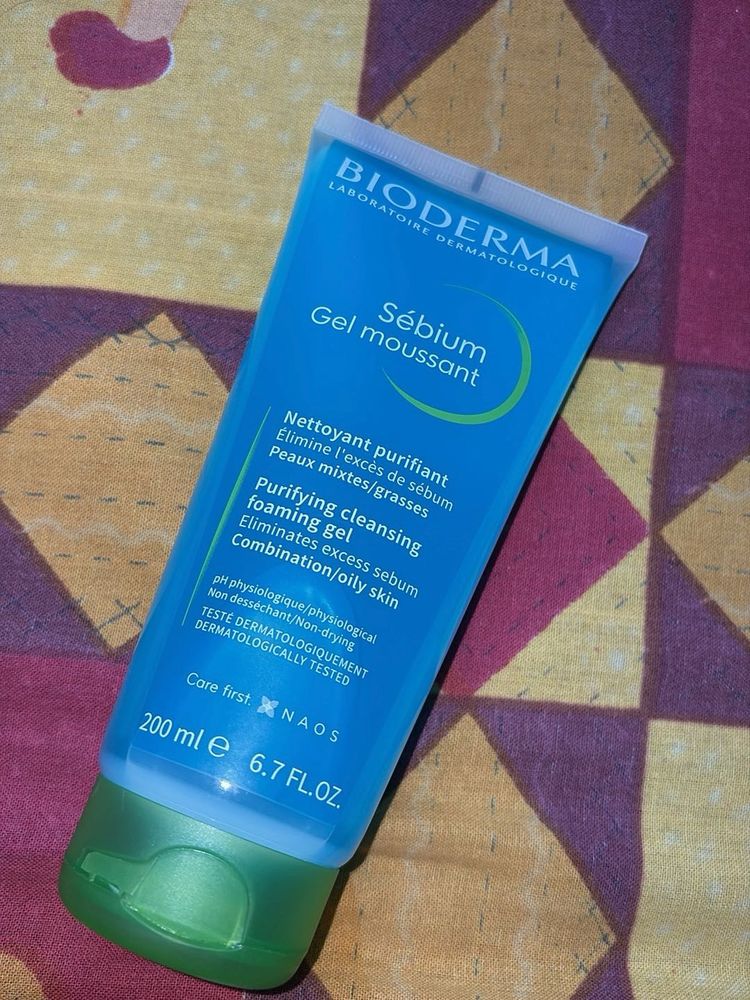 BIODERMA
LABORATOIRE DERMATOLOGIQUE
Sébium
Gel moussant
Nettoyant purifiant
Élimine l'excès de sébum
Peaux mixtes/grasses
Purifying cleansing
foaming gel
Eliminates excess sebum
Combination/oily skin
pH physiologique/physiological
Non desséchant/Non-drying
TESTÉ DERMATOLOGIQUEMENT
DERMATOLOGICALLY TESTED
Care first. NAOS
200 ml ℮ 6.7 FL.OZ.